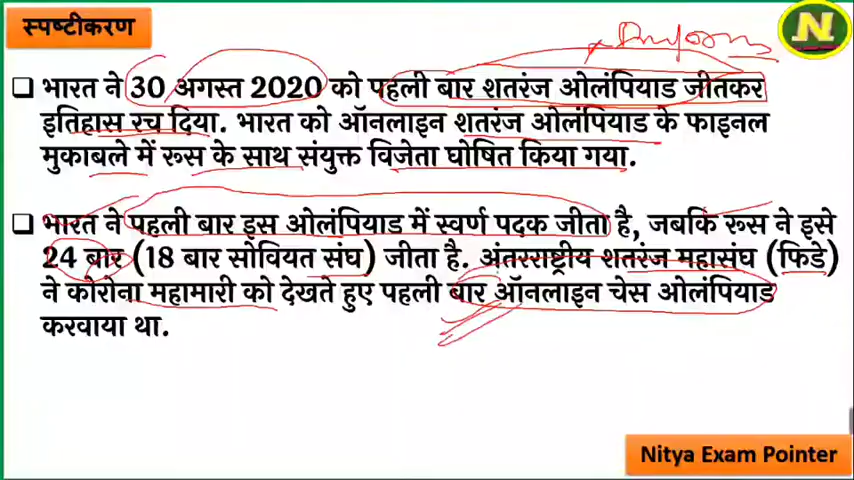 स्पष्टीकरण
N
भारत ने 30 अगस्त 2020 को पहली बार शतरंज ओलंपियाड जीतकर
इतिहास रच दिया. भारत को ऑनलाइन शतरंज ओलंपियाड के फाइनल
मुकाबले में रूस के साथ संयुक्त विजेता घोषित किया गया.
भारत ने पहली बार इस ओलंपियाड में स्वर्ण पदक जीता है, जबकि रूस ने इसे
24 बार (18 बार सोवियत संघ) जीता है. अंतरराष्ट्रीय शतरंज महासंघ (फिडे)
ने कोरोना महामारी को देखते हुए पहली बार ऑनलाइन चेस ओलंपियाड
करवाया था.
Nitya Exam Pointer